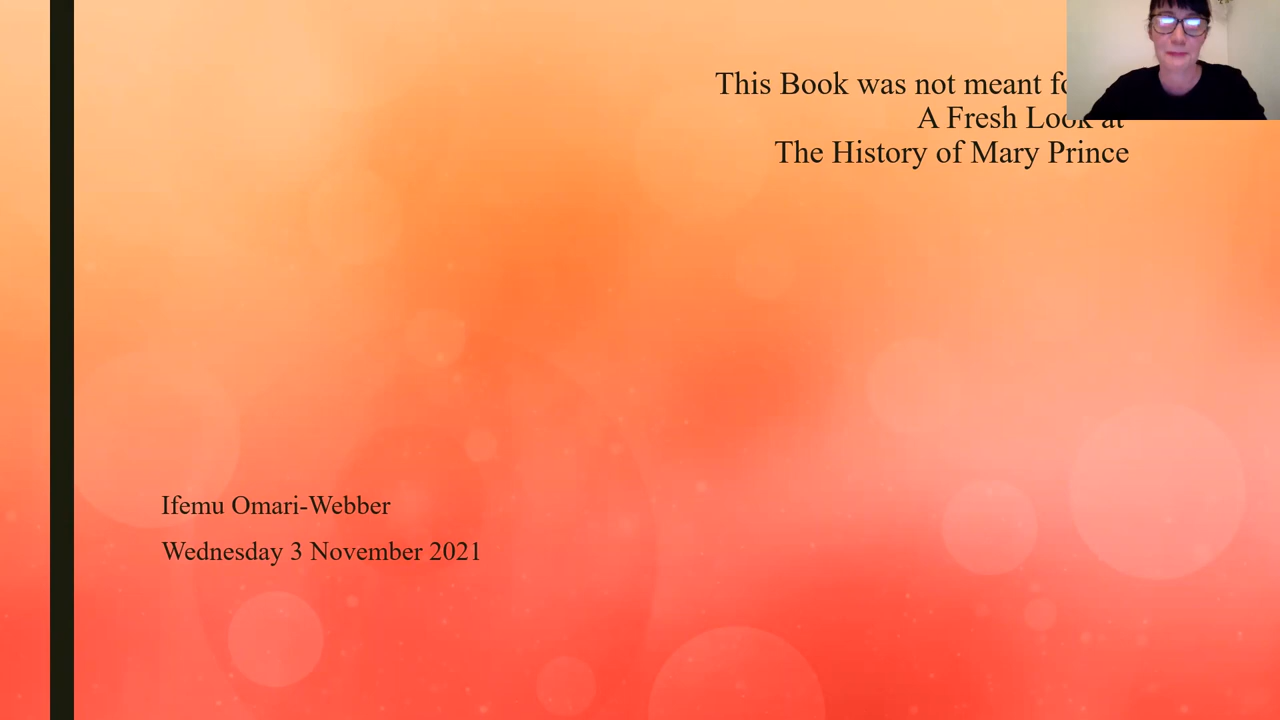 This Book was not meant
A Fresh Look at
The History of Mary Prince
Ifemu Omari-Webber
Wednesday 3 November 2021